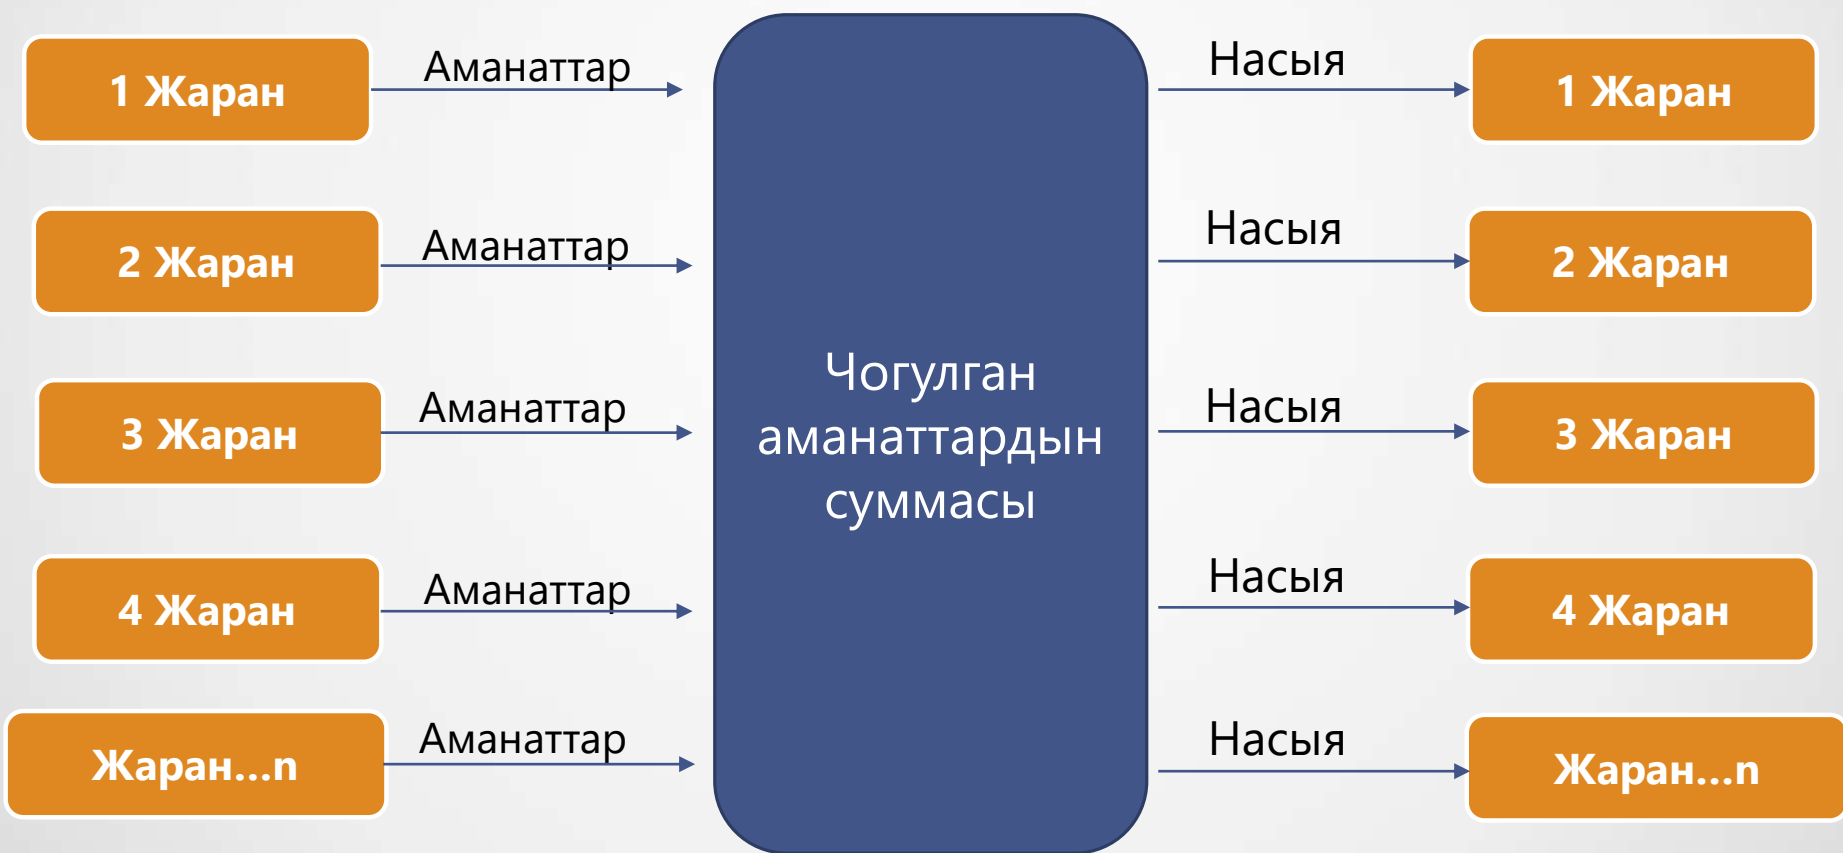 1 Жаран
Аманаттар
Насыя
1 Жаран
2 Жаран
Аманаттар
Насыя
2 Жаран
3 Жаран
Аманаттар
Чогулган
аманаттардын
суммасы
Насыя
3 Жаран
4 Жаран
Аманаттар
Насыя
4 Жаран
Жаран...n
Аманаттар
Насыя
Жаран...n